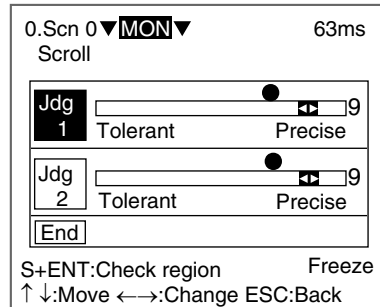 0.Scn 0▼MON▼ 63ms
Scroll
Jdg 1 9
Tolerant Precise
Jdg 2 9
Tolerant Precise
End
S+ENT:Check region Freeze
↑ ↓:Move ←→:Change ESC:Back